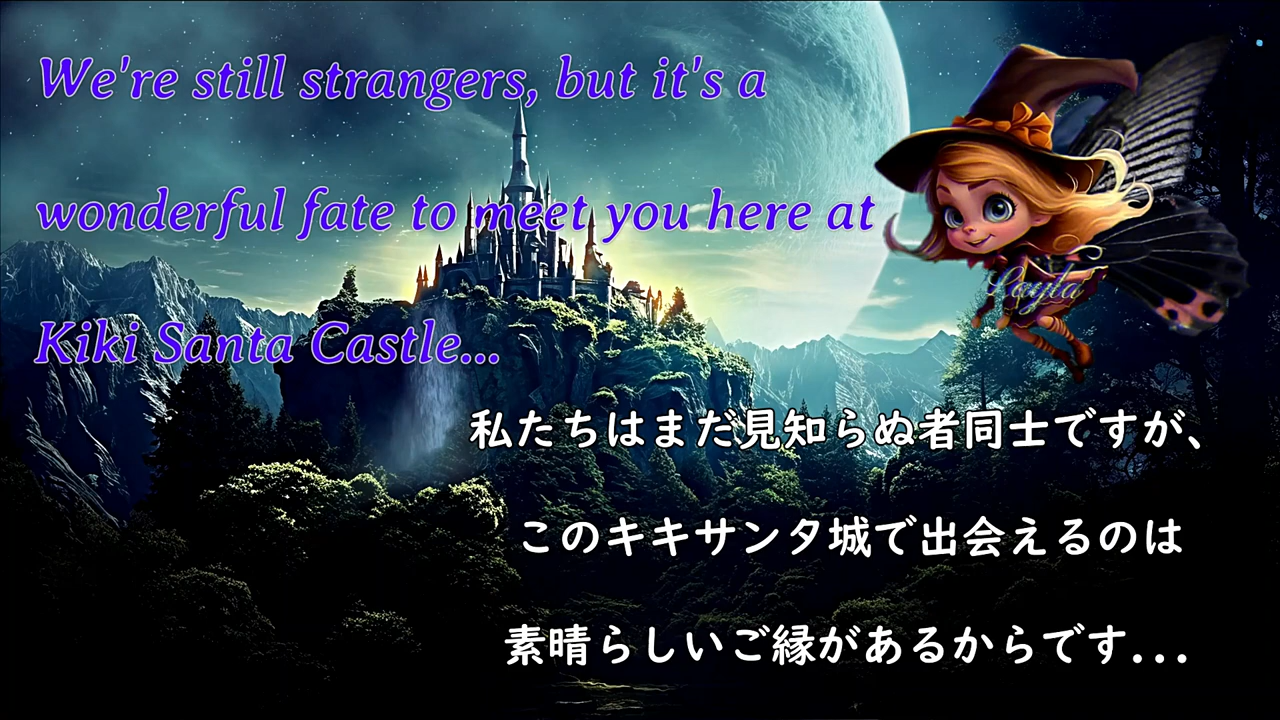 We're still strangers, but it's a
wonderful fate to meet you here at
Kiki Santa Castle...
Layla
私たちはまだ見知らぬ者同士ですが、
このキキサンタ城で出会えるのは
素晴らしいご縁があるからです...